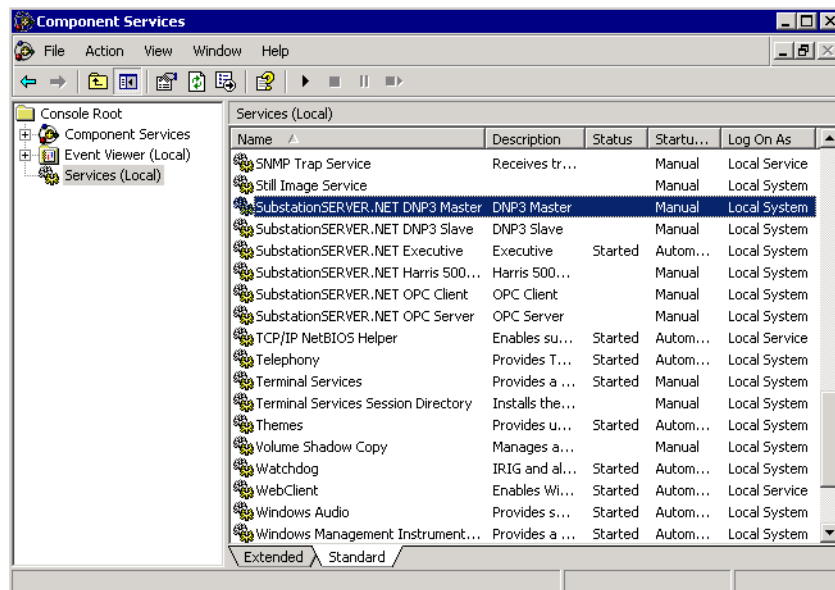 Component Services
File Action View Window Help
Console Root
Component Services
Event Viewer (Local)
Services (Local)
Services (Local)
Name Description Status Startu... Log On As
SNMP Trap Service Receives tr... Manual Local Service
Still Image Service Manual Local System
SubstationSERVER.NET DNP3 Master DNP3 Master Manual Local System
SubstationSERVER.NET DNP3 Slave DNP3 Slave Manual Local System
SubstationSERVER.NET Executive Executive Started Autom... Local System
SubstationSERVER.NET Harris 500... Harris 500... Manual Local System
SubstationSERVER.NET OPC Client OPC Client Manual Local System
SubstationSERVER.NET OPC Server OPC Server Manual Local System
TCP/IP NetBIOS Helper Enables su... Started Autom... Local Service
Telephony Provides T... Started Autom... Local System
Terminal Services Provides a ... Started Manual Local System
Terminal Services Session Directory Installs the... Manual Local System
Themes Provides u... Started Autom... Local System
Volume Shadow Copy Manages a... Manual Local System
Watchdog IRIG and al... Started Autom... Local System
WebClient Enables Wi... Started Autom... Local Service
Windows Audio Provides s... Started Autom... Local System
Windows Management Instrument... Provides a ... Started Autom... Local System
Extended Standard